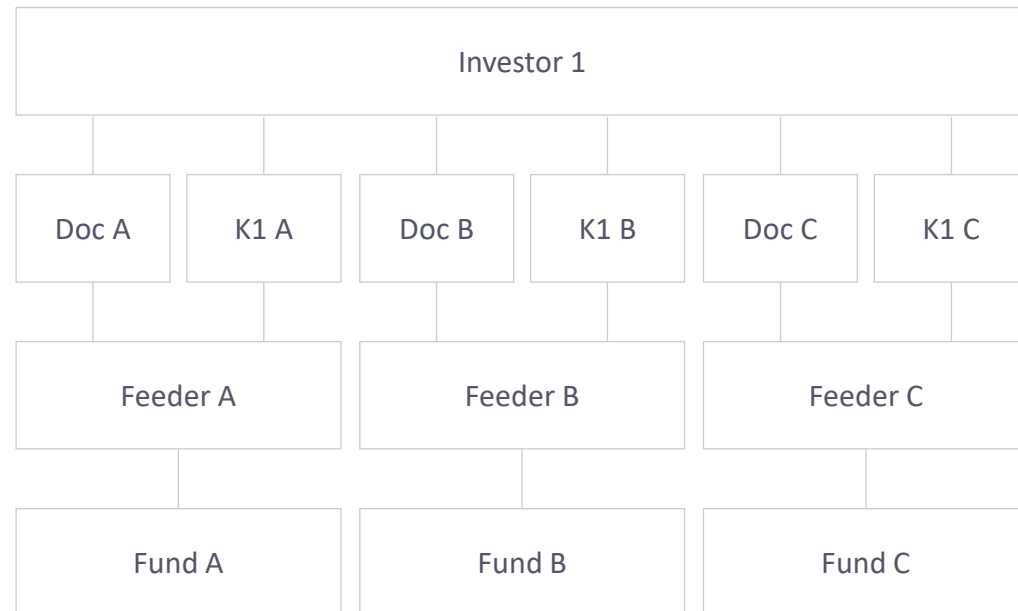 Investor 1
Doc A
K1 A
Doc B
K1 B
Doc C
K1 C
Feeder A
Feeder B
Feeder C
Fund A
Fund B
Fund C